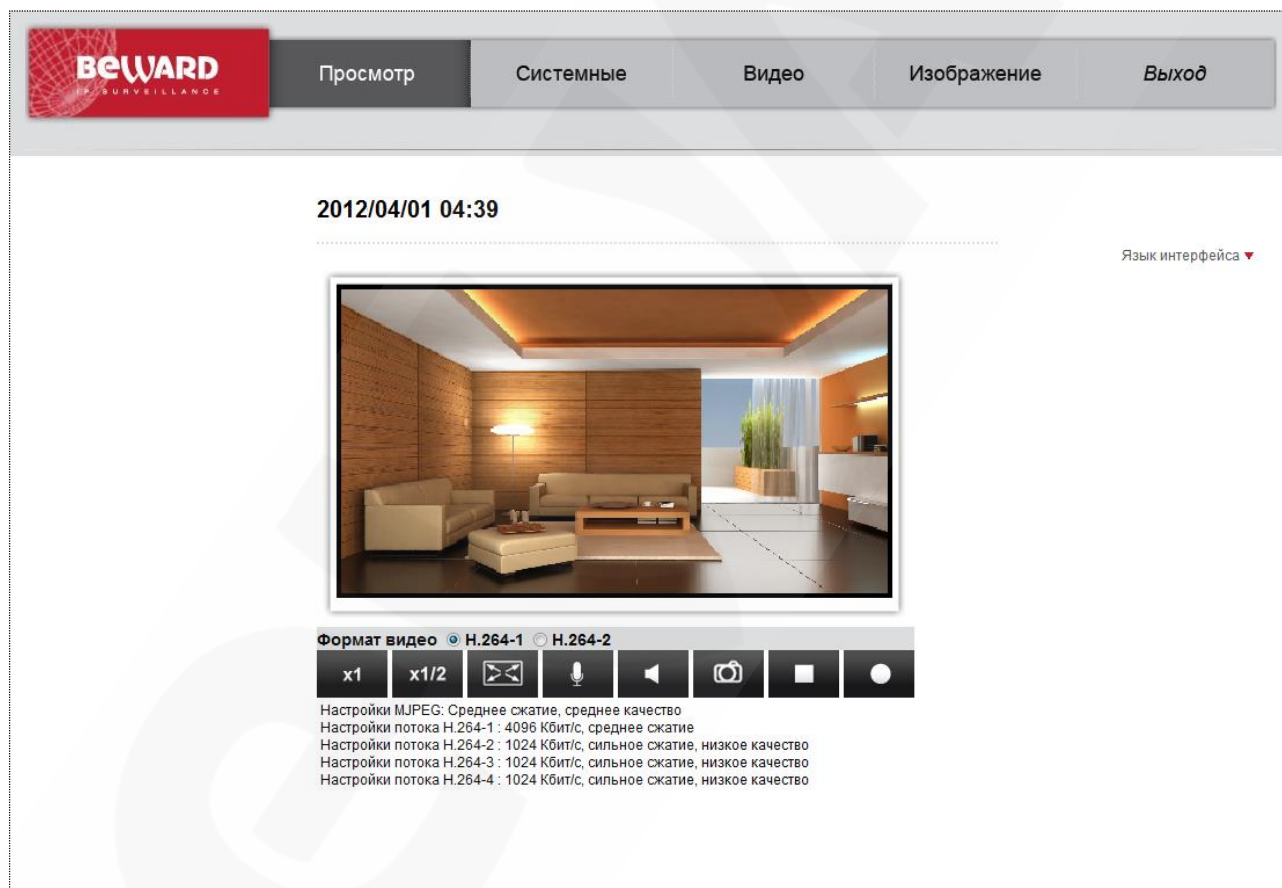 BEWARD
IP SURVEILLANCE
Просмотр
Системные
Видео
Изображение
Выход
2012/04/01 04:39
Язык интерфейса
Формат видео H.264-1 H.264-2
x1
x1/2
Настройки MJPEG: Среднее сжатие, среднее качество
Настройки потока H.264-1 : 4096 Кбит/с, среднее сжатие
Настройки потока H.264-2 : 1024 Кбит/с, сильное сжатие, низкое качество
Настройки потока H.264-3 : 1024 Кбит/с, сильное сжатие, низкое качество
Настройки потока H.264-4 : 1024 Кбит/с, сильное сжатие, низкое качество